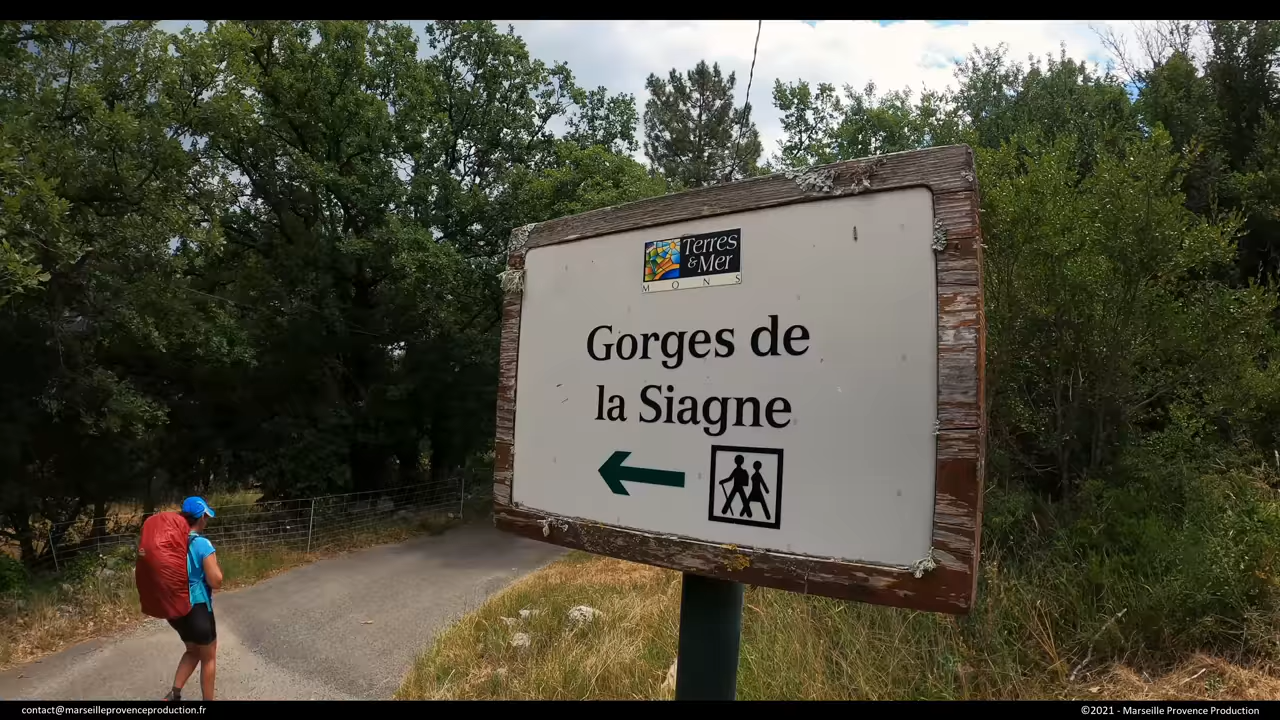 Terres
& Mer
MONS
Gorges de
la Siagne
contact@marseilleprovenceproduction.fr
©2021 - Marseille Provence Production